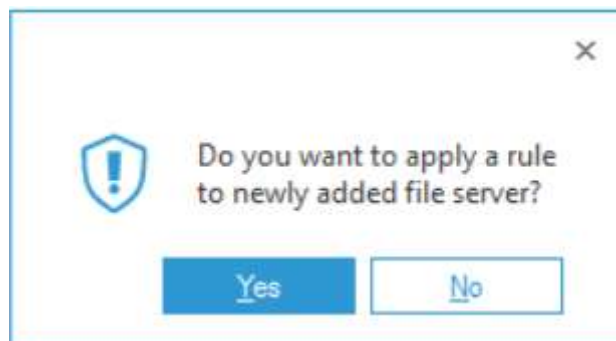 Do you want to apply a rule
to newly added file server?
Yes
No